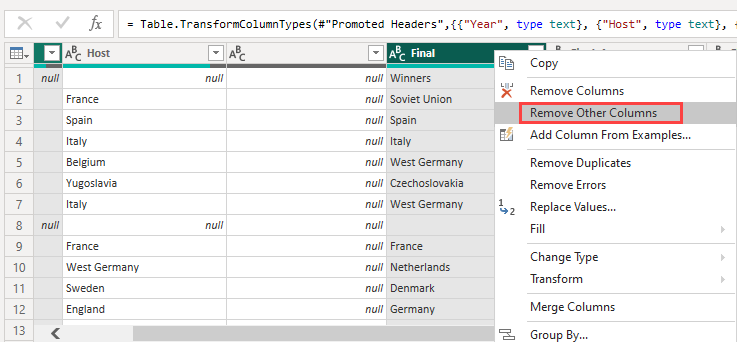 = Table.TransformColumnTypes(#"Promoted Headers",{{"Year", type text}, {"Host", type text}, {
ABC Host ABC ABC Final
1 null null null Winners
2 France null Soviet Union
3 Spain null Spain
4 Italy null Italy
5 Belgium null West Germany
6 Yugoslavia null Czechoslovakia
7 Italy null West Germany
8 null null null
9 France null France
10 West Germany null Netherlands
11 Sweden null Denmark
12 England null Germany
13
Copy
Remove Columns
Remove Other Columns
Add Column From Examples...
Remove Duplicates
Remove Errors
Replace Values...
Fill
Change Type
Transform
Merge Columns
Group By...